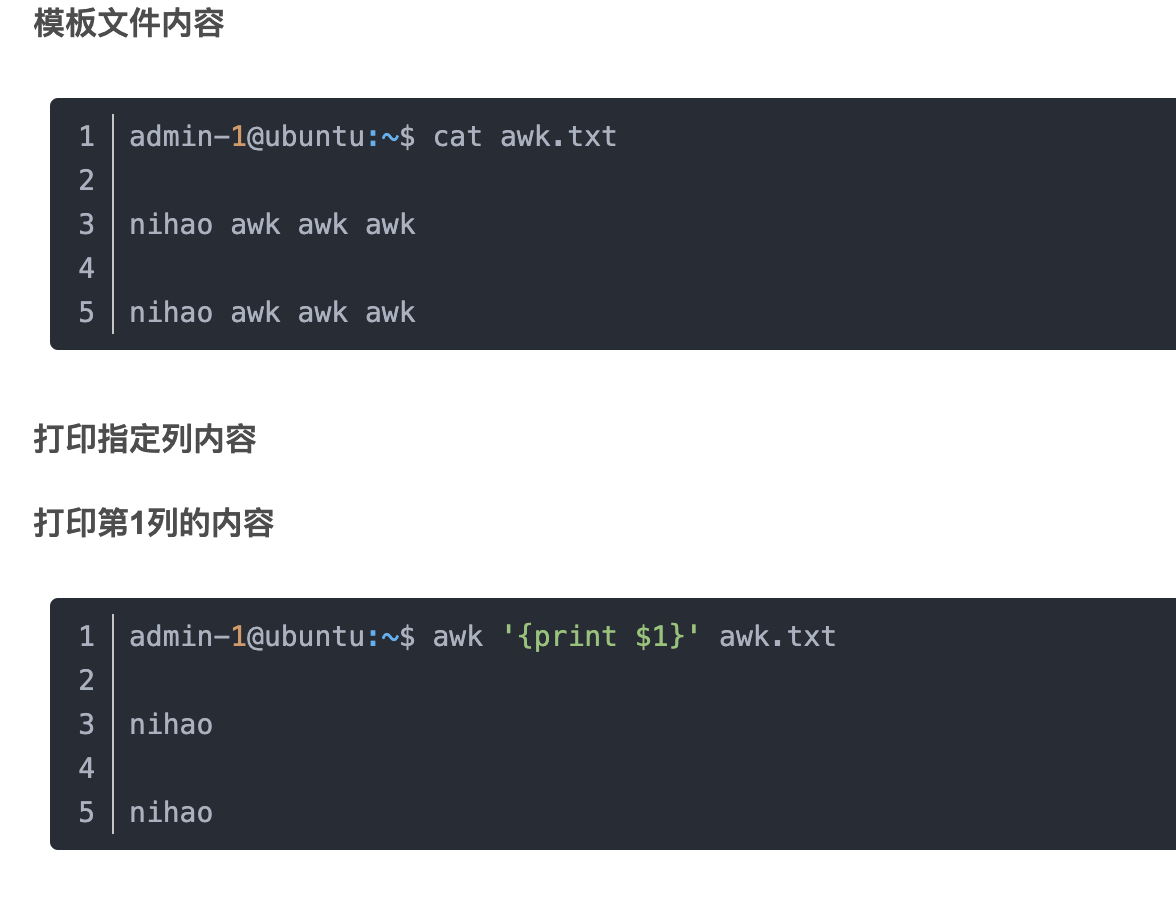 模板文件内容
1 admin-1@ubuntu:~$ cat awk.txt
2
3 nihao awk awk awk
4
5 nihao awk awk awk
打印指定列内容
打印第1列的内容
1 admin-1@ubuntu:~$ awk '{print $1}' awk.txt
2
3 nihao
4
5 nihao